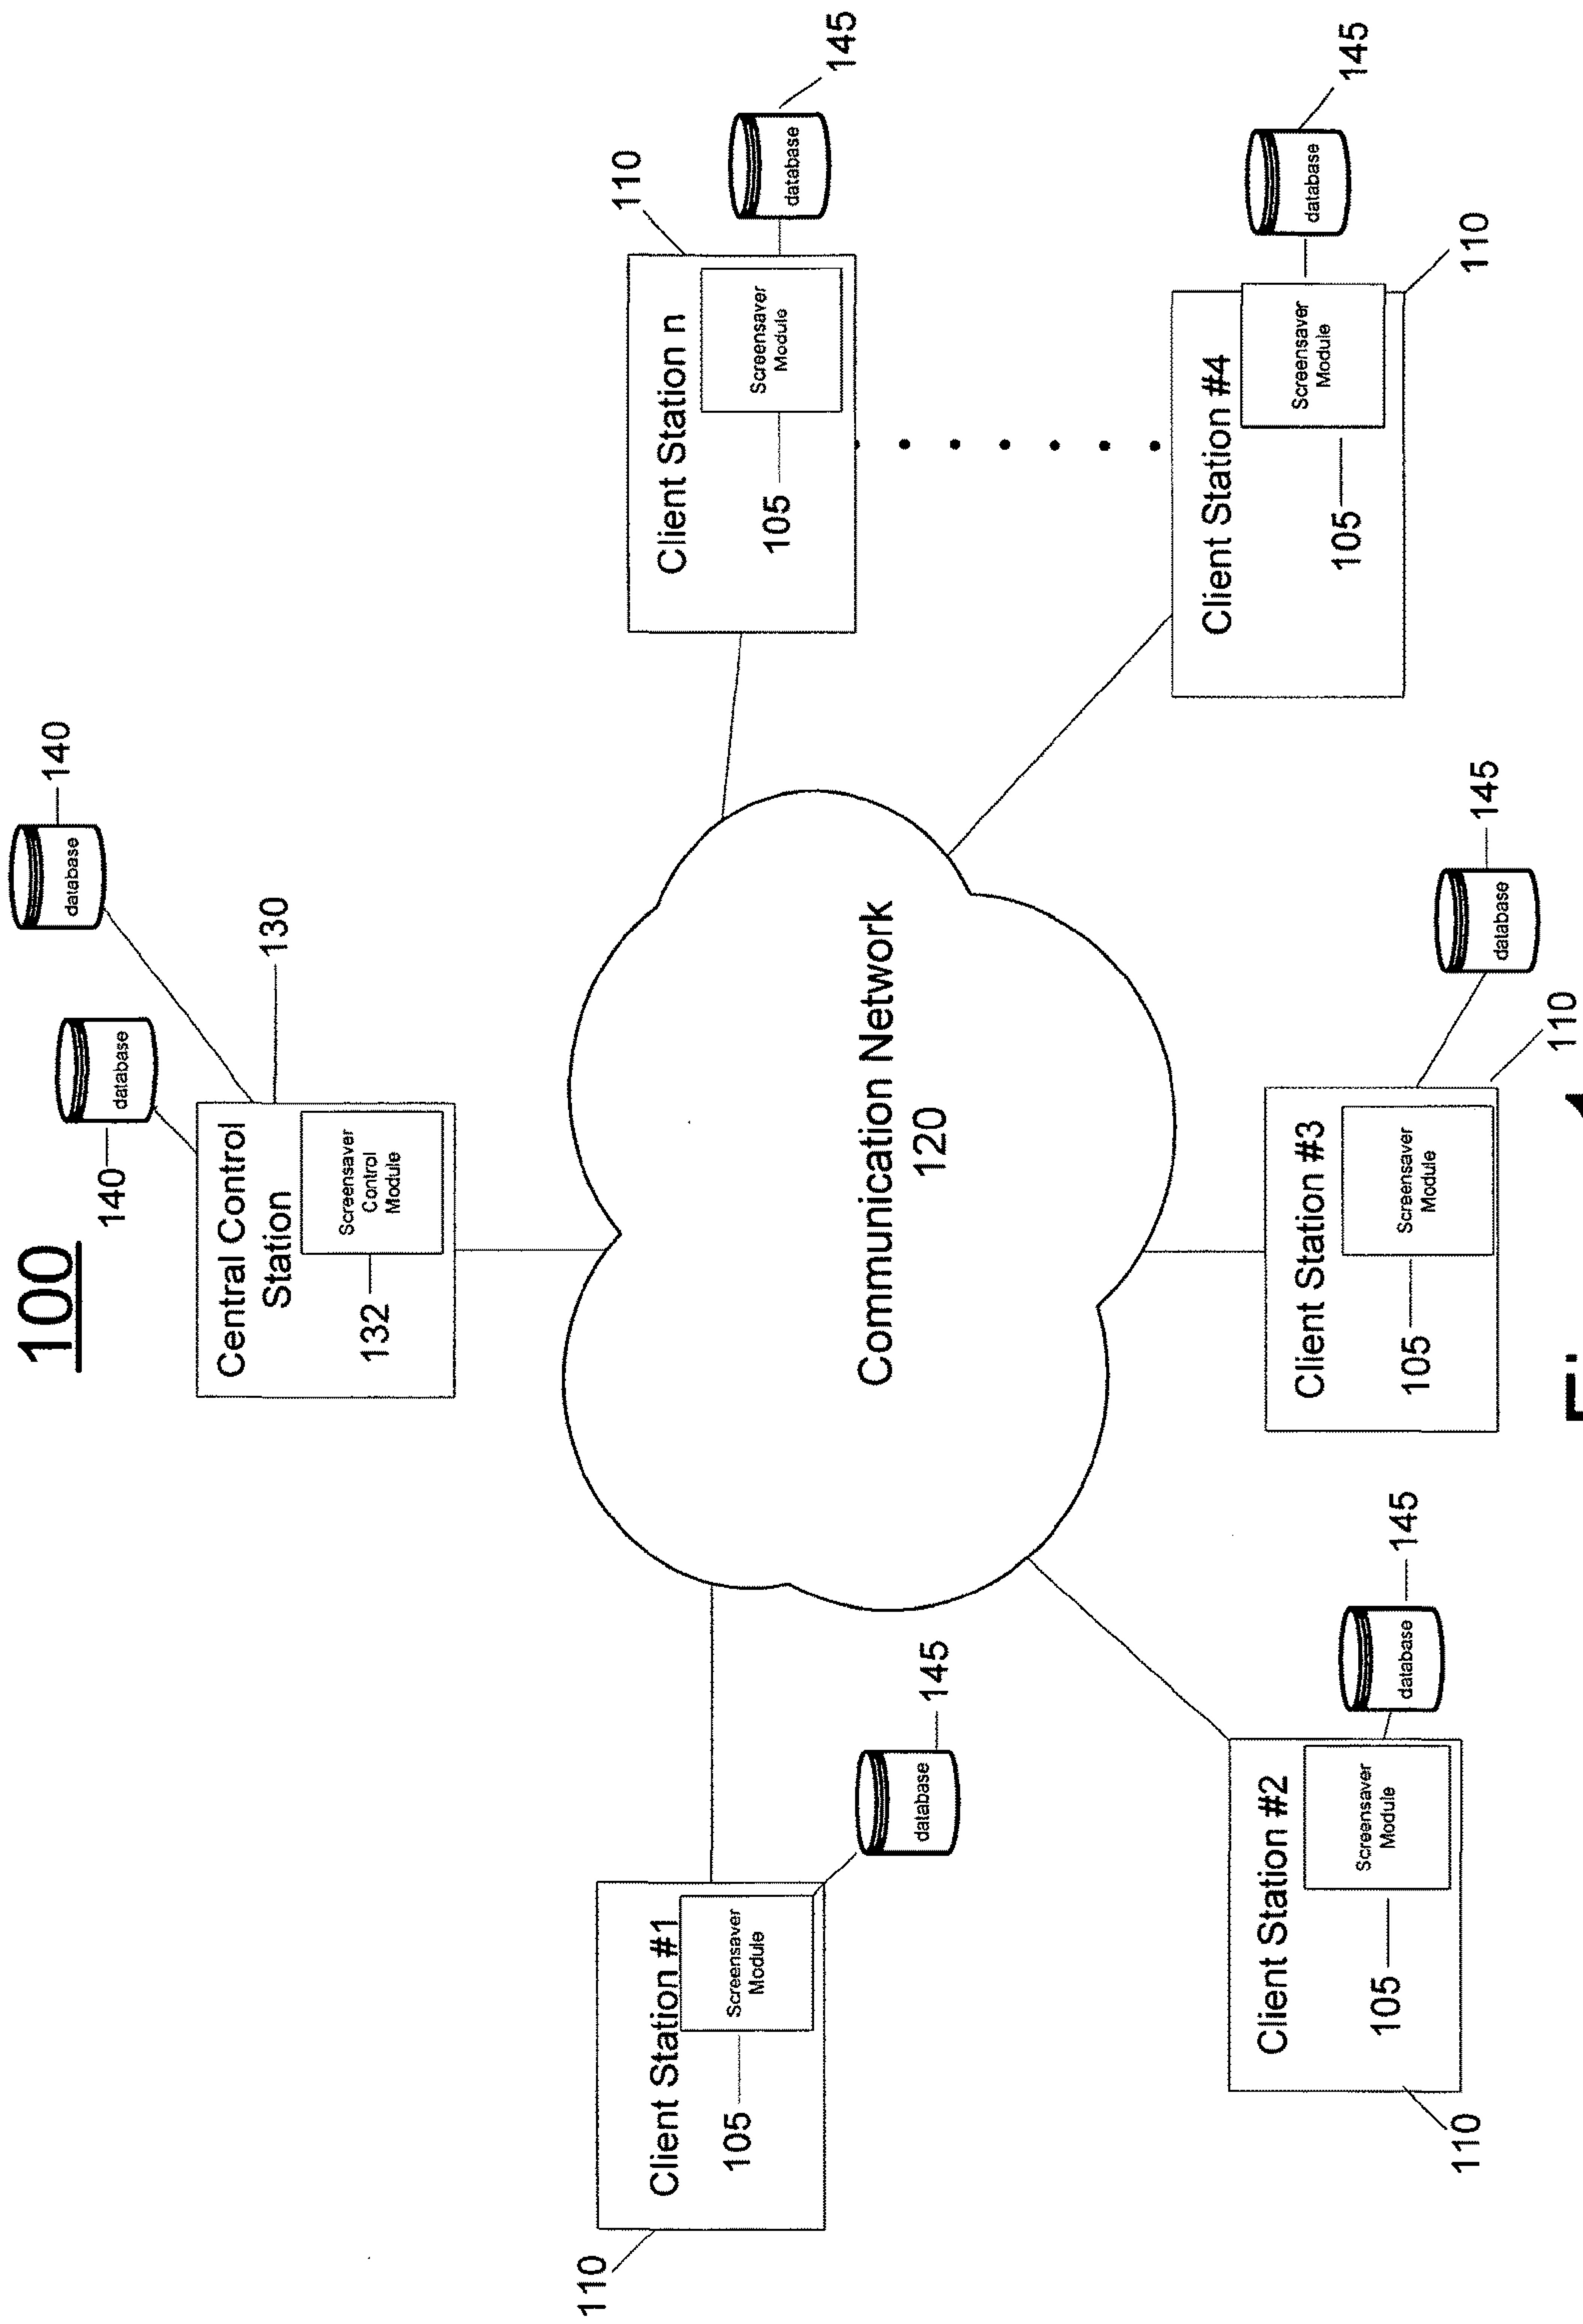 100
140
database
140
database
130
Central Control
Station
Screensaver
Control
Module
132
Communication Network
120
Client Station #1
Screensaver
Module
105
110
database
145
Client Station #2
Screensaver
Module
105
110
database
145
Client Station #3
Screensaver
Module
105
110
database
145
Client Station #4
Screensaver
Module
105
110
database
145
Client Station n
Screensaver
Module
105
110
database
145